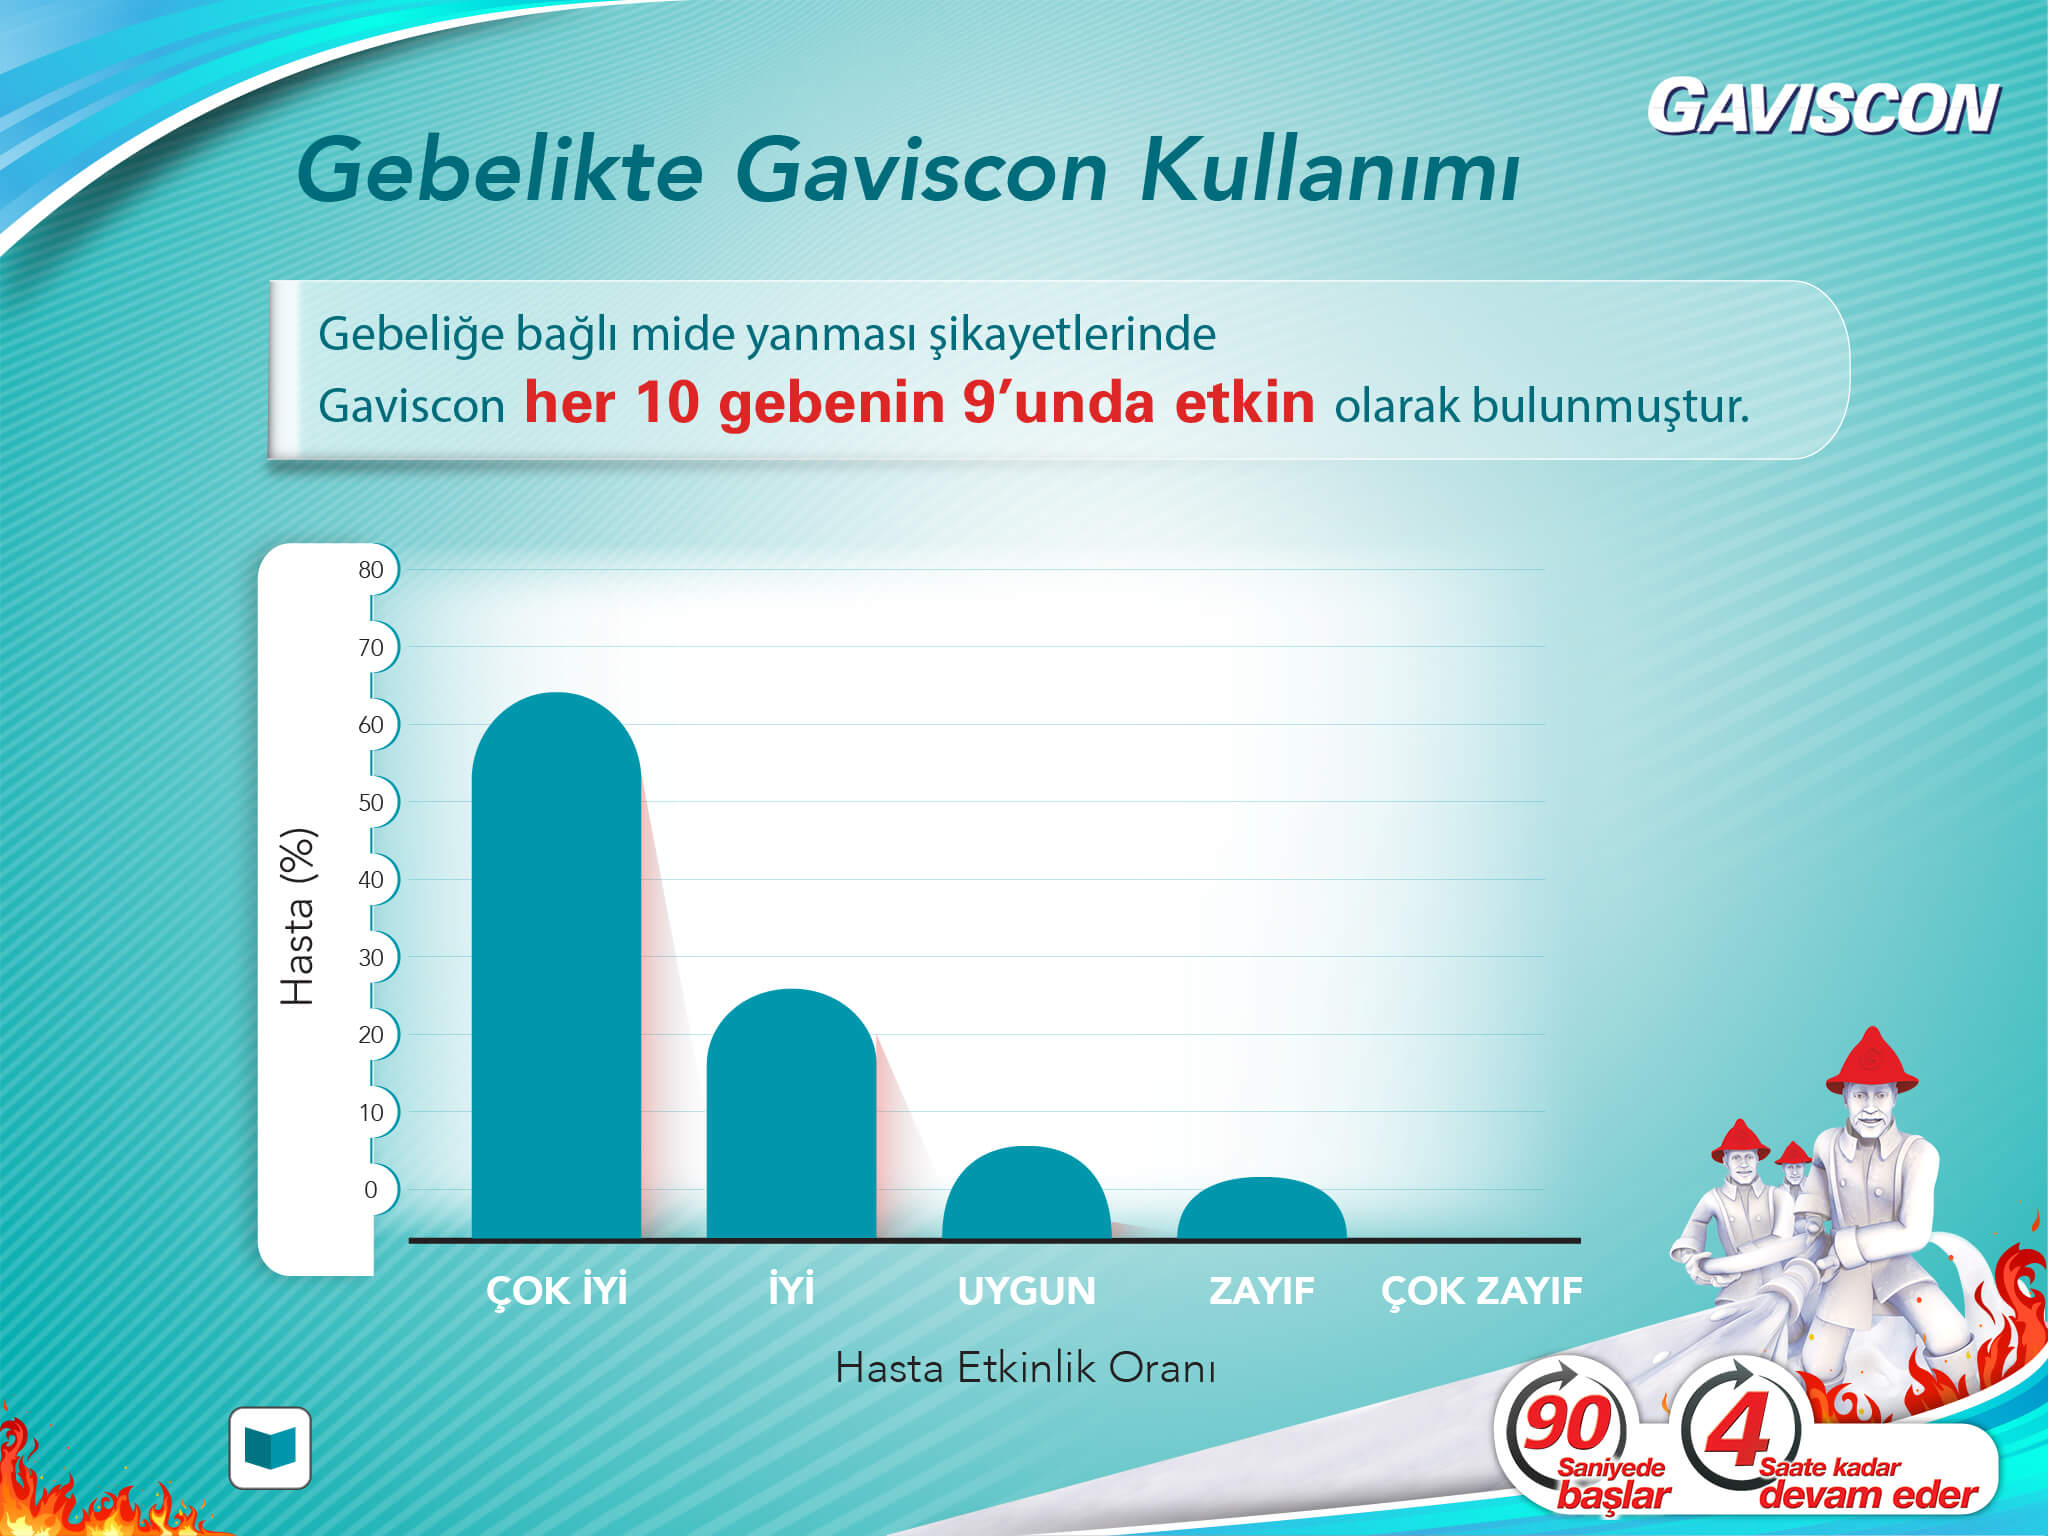 GAVISCON
Gebelikte Gaviscon Kullanımı
Gebeliğe bağlı mide yanması şikayetlerinde
Gaviscon her 10 gebenin 9’unda etkin olarak bulunmuştur.
Hasta (%)
80
70
60
50
40
30
20
10
0
ÇOK İYİ İYİ UYGUN ZAYIF ÇOK ZAYIF
Hasta Etkinlik Oranı
90
Saniyede
başlar
4
Saate kadar
devam eder